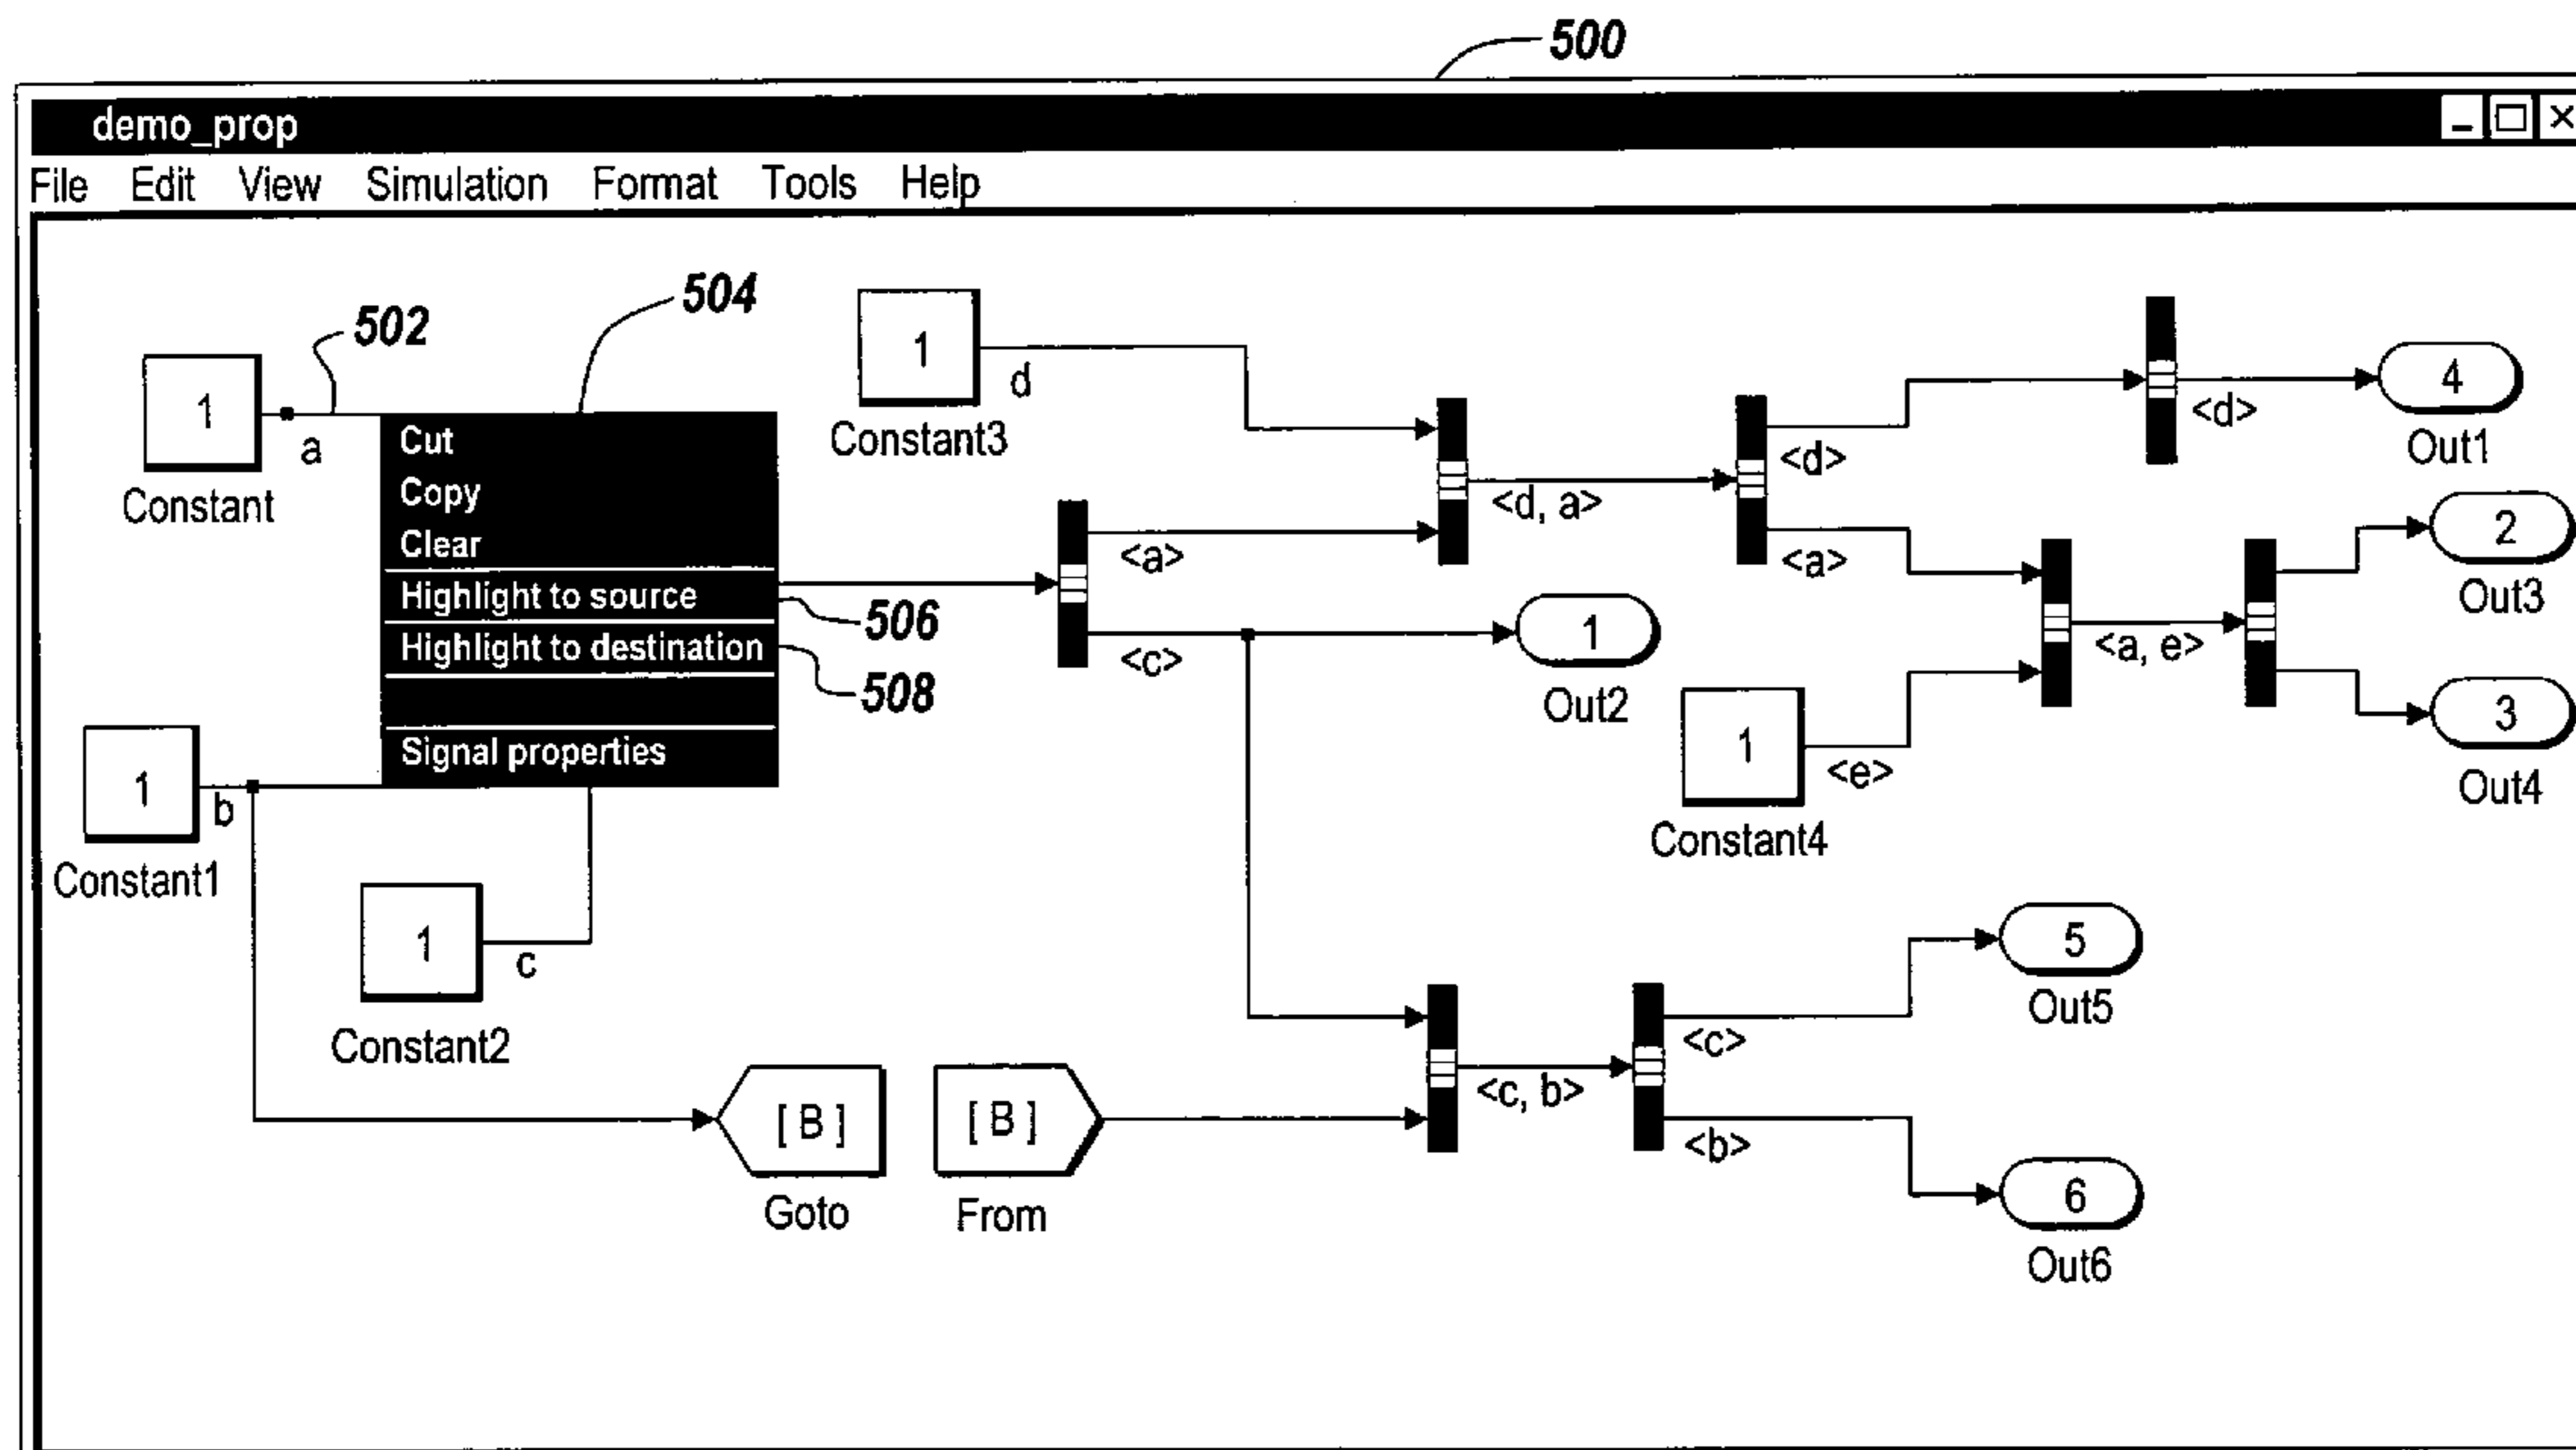 500
demo_prop
File Edit View Simulation Format Tools Help
502
504
1
a
Constant
Cut
Copy
Clear
Highlight to source
Highlight to destination
Signal properties
506
508
1
d
Constant3
<a>
<c>
<d, a>
<d>
<a>
<d>
4
Out1
1
Out2
2
Out3
<a, e>
3
Out4
1
<e>
Constant4
1
b
Constant1
1
c
Constant2
[ B ]
Goto
[ B ]
From
<c, b>
<c>
<b>
5
Out5
6
Out6